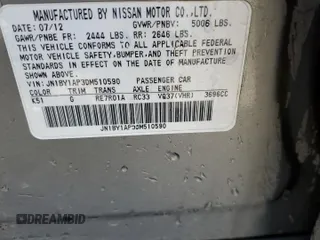 MANUFACTURED BY NISSAN MOTOR CO.,LTD.
DATE: 07/12 GVWR/PNBV: 5006 LBS.
GAWR/PNBE FR: 2444 LBS. RR: 2646 LBS.
THIS VEHICLE CONFORMS TO ALL APPLICABLE FEDERAL
MOTOR VEHICLE SAFETY,BUMPER,AND THEFT PREVENTION
STANDARDS IN EFFECT ON THE DATE OF MANUFACTURE
SHOWN ABOVE.
VIN: JN1BY1AP3DM510590 PASSENGER CAR
COLOR TRIM TRANS AXLE ENGINE
K51 G RE7R01A RC33 VQ37(VHR) 3696CC
JN1BY1AP3DM510590
DREAMBID